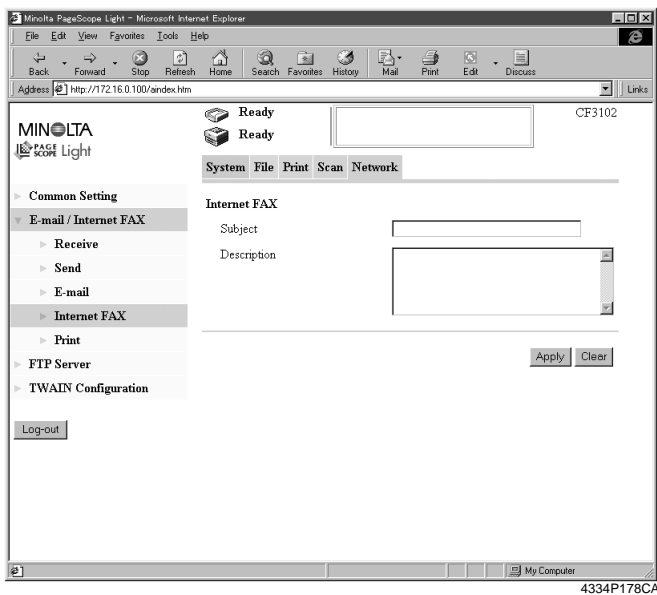 Minolta PageScope Light - Microsoft Internet Explorer
File Edit View Favorites Tools Help
Back Forward Stop Refresh Home Search Favorites History Mail Print Edit Discuss
Address http://172.16.0.100/aindex.htm Links
Ready CF3102
MINOLTA
PAGE SCOPE Light
Ready
System File Print Scan Network
Common Setting
Internet FAX
E-mail / Internet FAX
Subject
Receive
Description
Send
E-mail
Internet FAX
Print
Apply Clear
FTP Server
TWAIN Configuration
Log-out
My Computer
4334P178CA